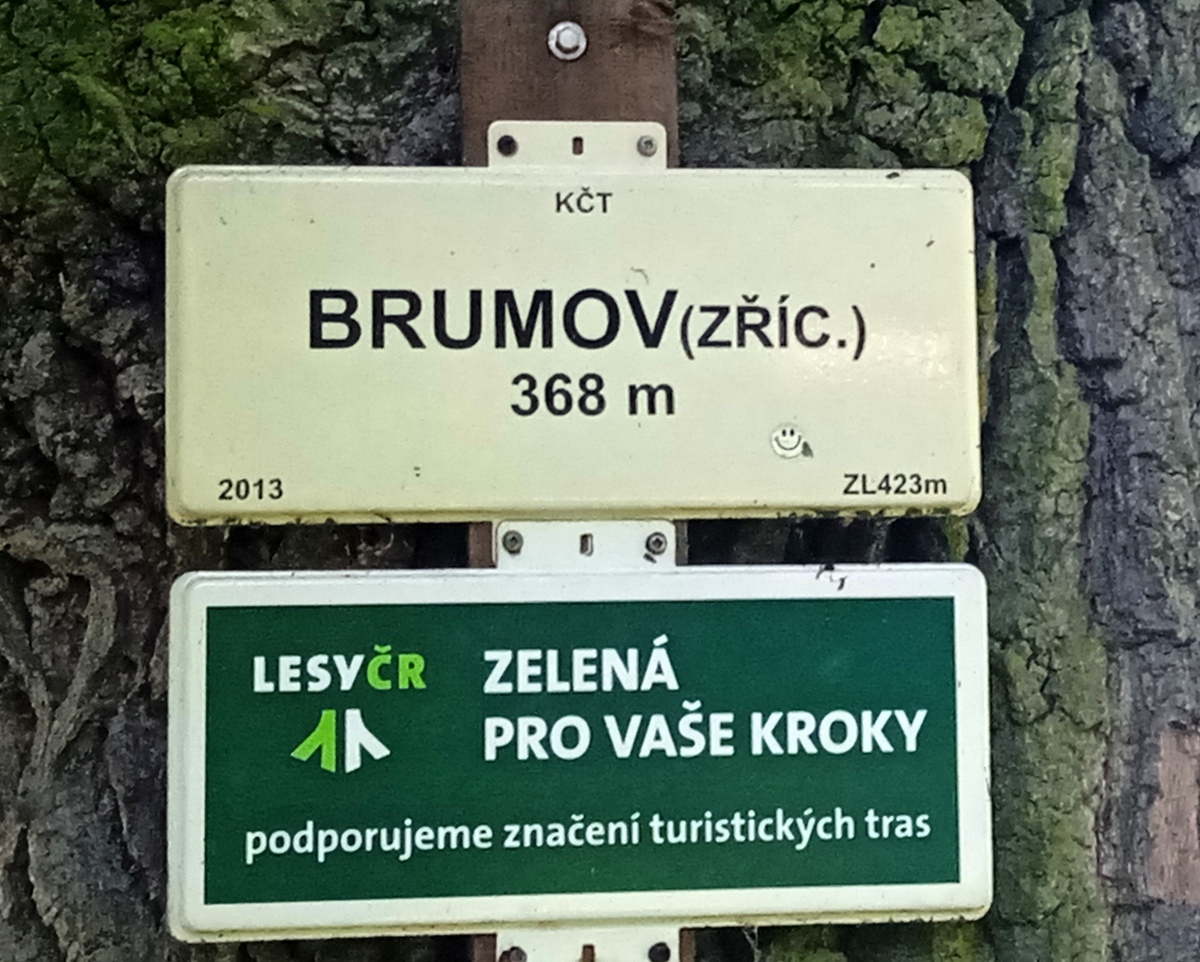 KČT
BRUMOV(ZŘÍC.)
368 m
2013
ZL423m
LESYČR
ZELENÁ
PRO VAŠE KROKY
podporujeme značení turistických tras